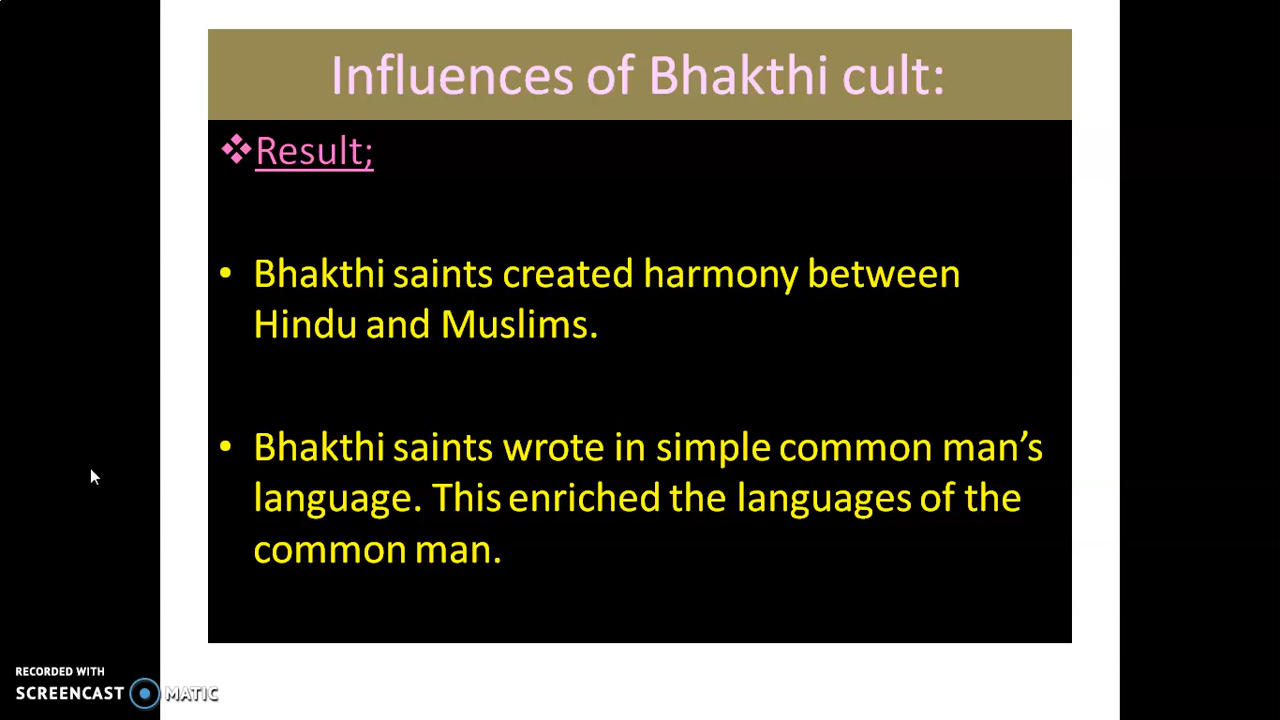 Influences of Bhakthi cult:
❖Result;
• Bhakthi saints created harmony between
Hindu and Muslims.
• Bhakthi saints wrote in simple common man’s
language. This enriched the languages of the
common man.
RECORDED WITH
SCREENCAST MATIC